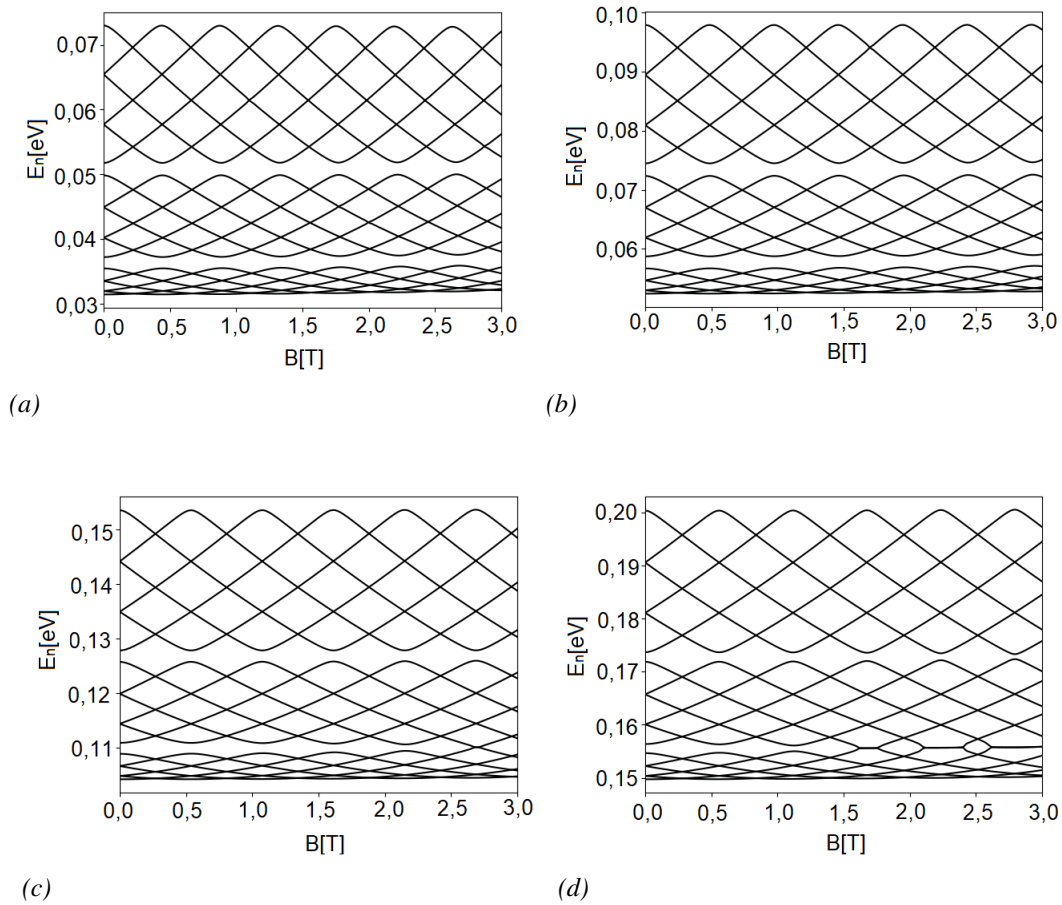 0,07
0,06
0,05
0,04
0,03
En[eV]
0,0 0,5 1,0 1,5 2,0 2,5 3,0
B[T]
(a)
0,10
0,09
0,08
0,07
0,06
En[eV]
0,0 0,5 1,0 1,5 2,0 2,5 3,0
B[T]
(b)
0,15
0,14
0,13
0,12
0,11
En[eV]
0,0 0,5 1,0 1,5 2,0 2,5 3,0
B[T]
(c)
0,20
0,19
0,18
0,17
0,16
0,15
En[eV]
0,0 0,5 1,0 1,5 2,0 2,5 3,0
B[T]
(d)